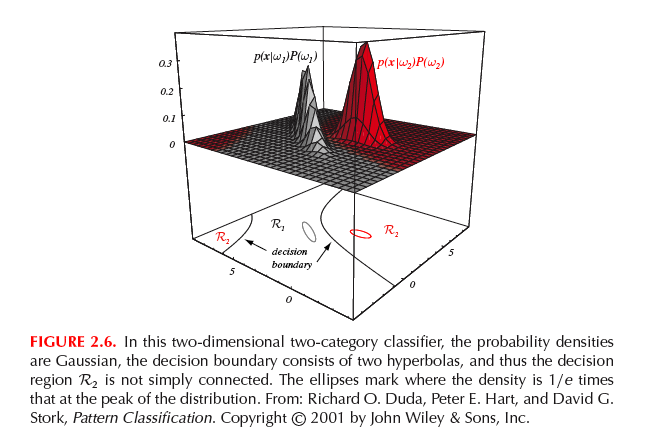 p(x|ω₁)P(ω₁)
p(x|ω₂)P(ω₂)
0.3
0.2
0.1
0
R₂
R₁
R₂
decision
boundary
5
0
0
5
FIGURE 2.6. In this two-dimensional two-category classifier, the probability densities
are Gaussian, the decision boundary consists of two hyperbolas, and thus the decision
region R₂ is not simply connected. The ellipses mark where the density is 1/e times
that at the peak of the distribution. From: Richard O. Duda, Peter E. Hart, and David G.
Stork, Pattern Classification. Copyright © 2001 by John Wiley & Sons, Inc.